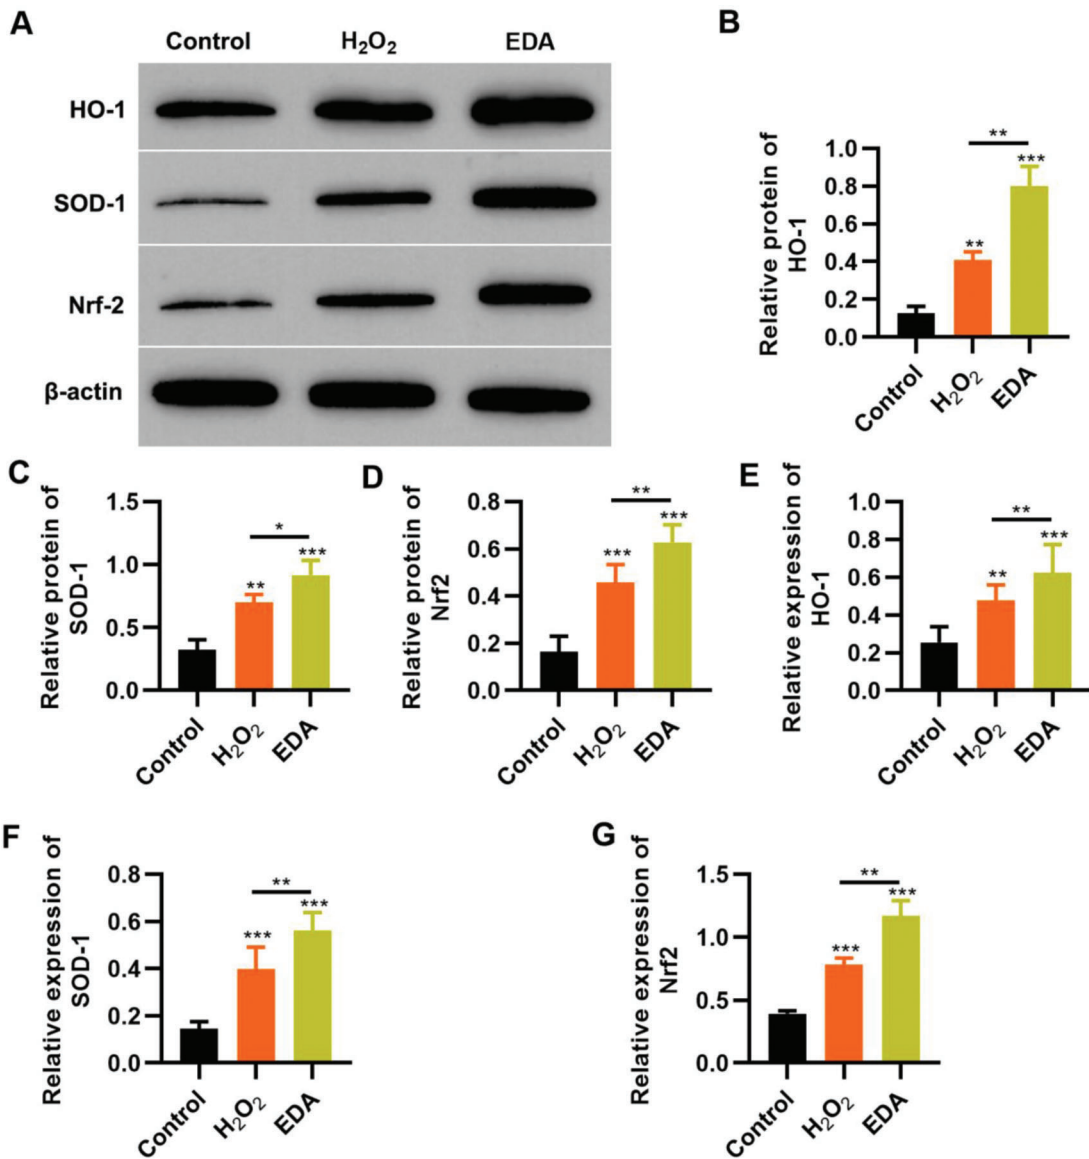 A
Control H₂O₂ EDA
HO-1
SOD-1
Nrf-2
β-actin
B
Relative protein of
HO-1
1.0
0.8
0.6
0.4
0.2
0.0
**
***
**
Control H₂O₂ EDA
C
Relative protein of
SOD-1
1.5
1.0
0.5
0.0
*
***
**
Control H₂O₂ EDA
D
Relative protein of
Nrf2
0.8
0.6
0.4
0.2
0.0
**
***
***
Control H₂O₂ EDA
E
Relative expression of
HO-1
1.0
0.8
0.6
0.4
0.2
0.0
**
***
**
Control H₂O₂ EDA
F
Relative expression of
SOD-1
0.8
0.6
0.4
0.2
0.0
**
***
***
Control H₂O₂ EDA
G
Relative expression of
Nrf2
1.5
1.0
0.5
0.0
**
***
***
Control H₂O₂ EDA